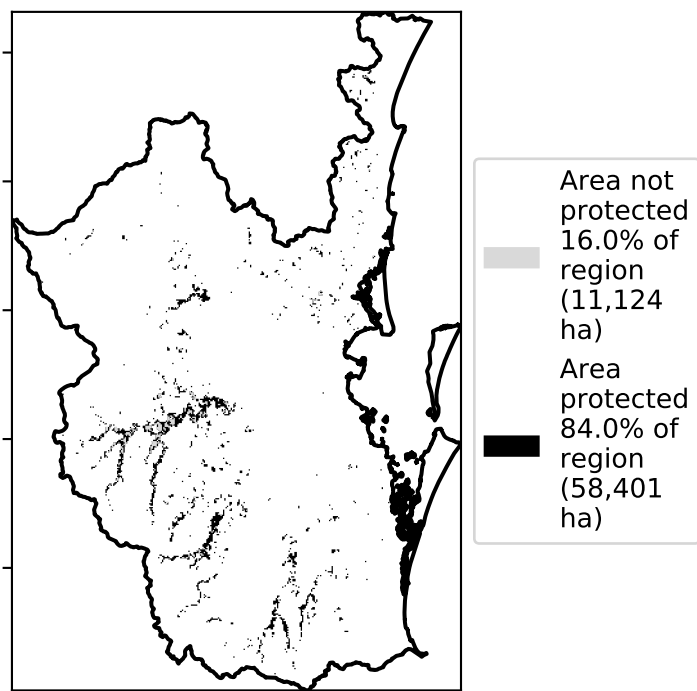 Area not
protected
16.0% of
region
(11,124
ha)
Area
protected
84.0% of
region
(58,401
ha)